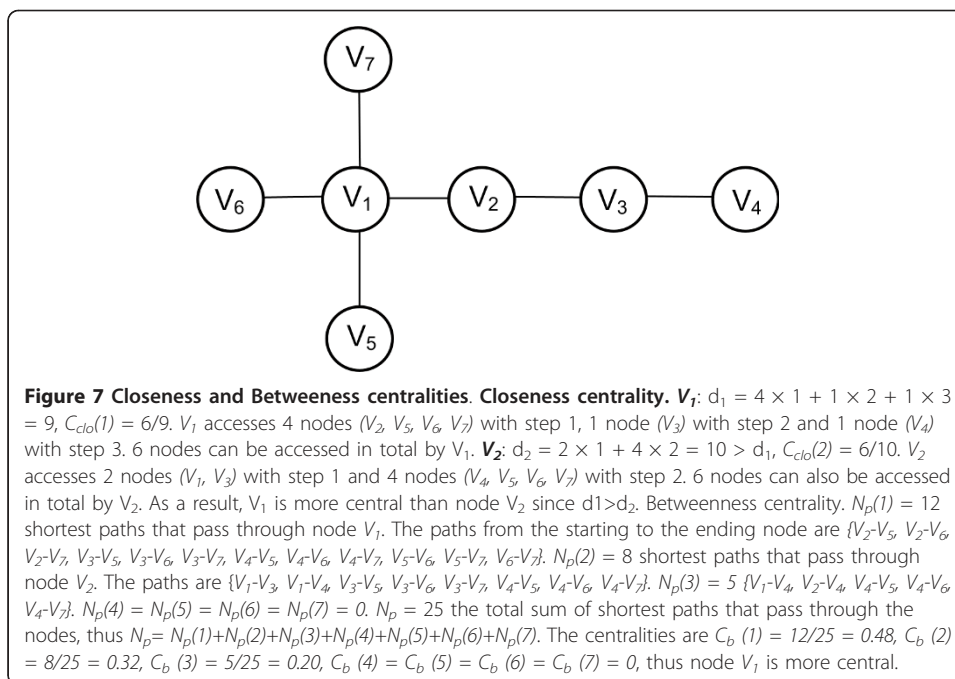 V₇
V₆ V₁ V₂ V₃ V₄
V₅
Figure 7 Closeness and Betweeness centralities. Closeness centrality. V₁: d₁ = 4 × 1 + 1 × 2 + 1 × 3
= 9, C_clo(1) = 6/9. V₁ accesses 4 nodes (V₂, V₅, V₆, V₇) with step 1, 1 node (V₃) with step 2 and 1 node (V₄)
with step 3. 6 nodes can be accessed in total by V₁. V₂: d₂ = 2 × 1 + 4 × 2 = 10 > d₁, C_clo(2) = 6/10. V₂
accesses 2 nodes (V₁, V₃) with step 1 and 4 nodes (V₄, V₅, V₆, V₇) with step 2. 6 nodes can also be accessed
in total by V₂. As a result, V₁ is more central than node V₂ since d1>d₂. Betweenness centrality. Nₚ(1) = 12
shortest paths that pass through node V₁. The paths from the starting to the ending node are {V₂-V₅, V₂-V₆,
V₂-V₇, V₃-V₅, V₃-V₆, V₃-V₇, V₄-V₅, V₄-V₆, V₄-V₇, V₅-V₆, V₅-V₇, V₆-V₇}. Nₚ(2) = 8 shortest paths that pass through
node V₂. The paths are {V₁-V₃, V₁-V₄, V₃-V₅, V₃-V₆, V₃-V₇, V₄-V₅, V₄-V₆, V₄-V₇}. Nₚ(3) = 5 {V₁-V₄, V₂-V₄, V₄-V₅, V₄-V₆,
V₄-V₇}. Nₚ(4) = Nₚ(5) = Nₚ(6) = Nₚ(7) = 0. Nₚ = 25 the total sum of shortest paths that pass through the
nodes, thus Nₚ= Nₚ(1)+Nₚ(2)+Nₚ(3)+Nₚ(4)+Nₚ(5)+Nₚ(6)+Nₚ(7). The centralities are C_b (1) = 12/25 = 0.48, C_b (2)
= 8/25 = 0.32, C_b (3) = 5/25 = 0.20, C_b (4) = C_b (5) = C_b (6) = C_b (7) = 0, thus node V₁ is more central.